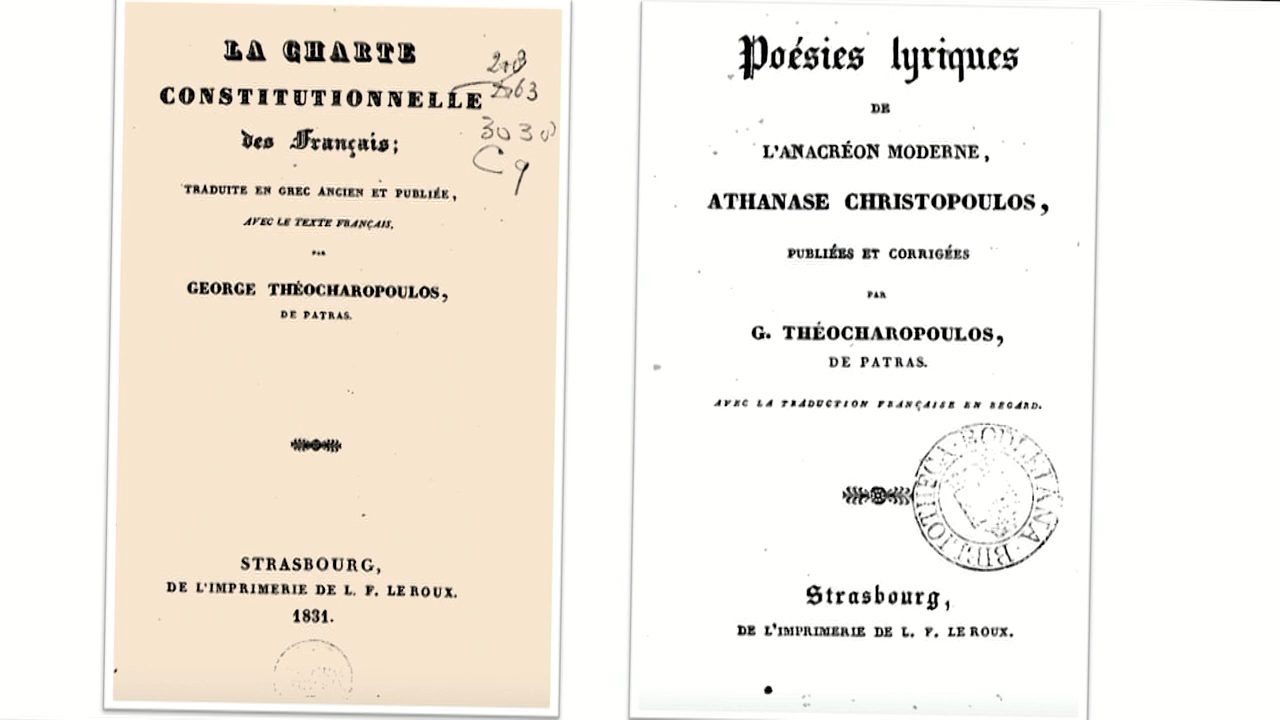 LA CHARTE
CONSTITUTIONNELLE
des Français;
TRADUITE EN GREC ANCIEN ET PUBLIÉE,
AVEC LE TEXTE FRANÇAIS,
PAR
GEORGE THÉOCHAROPOULOS,
DE PATRAS.
STRASBOURG,
DE L'IMPRIMERIE DE L. F. LE ROUX.
1831.
C 9
Poésies lyriques
DE
L'ANACRÉON MODERNE,
ATHANASE CHRISTOPOULOS,
PUBLIÉES ET CORRIGÉES
PAR
G. THÉOCHAROPOULOS,
DE PATRAS.
AVEC LA TRADUCTION FRANÇAISE EN REGARD.
BIBLIOTHECA BODLEIANA
Strasbourg,
DE L'IMPRIMERIE DE L. F. LE ROUX.